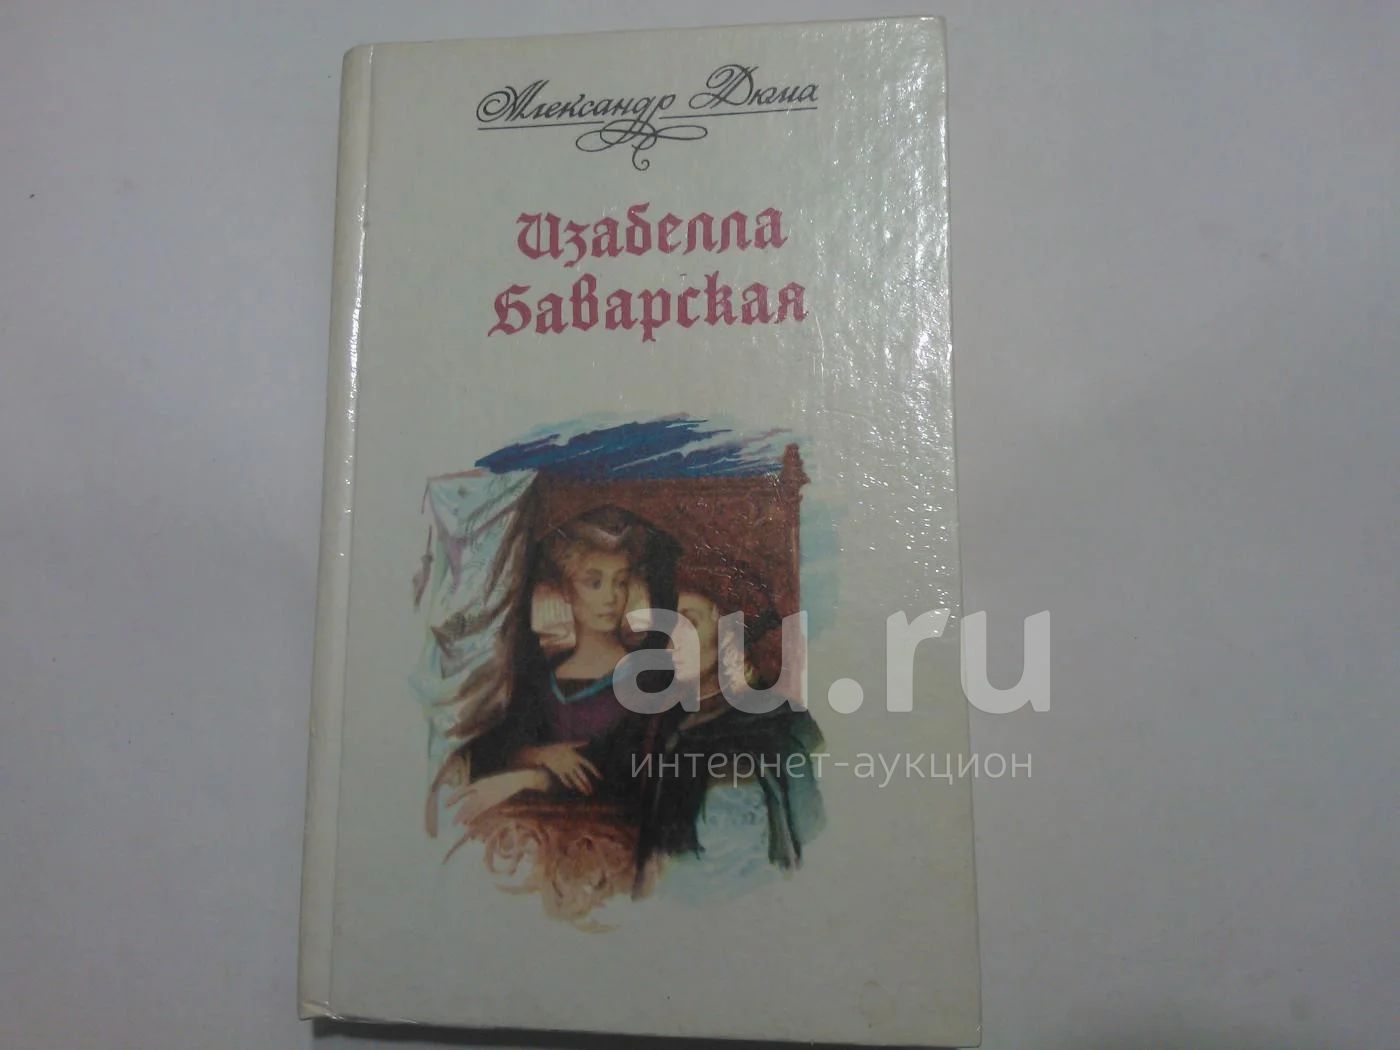 Александр Дюма
Изабелла
Баварская
au.ru
интернет-аукцион